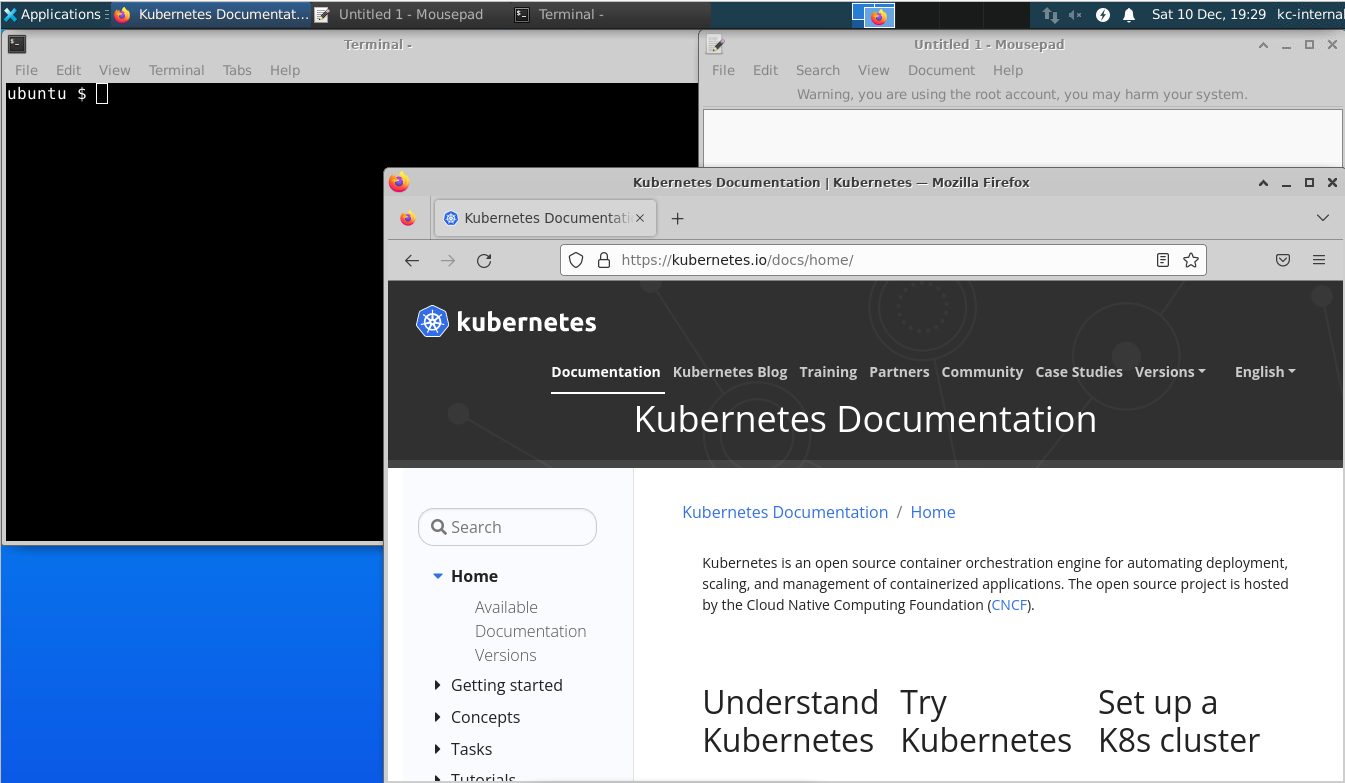 Applications
Kubernetes Documentat...
Untitled 1 - Mousepad
Terminal -
Sat 10 Dec, 19:29
kc-internal
Terminal -
File Edit View Terminal Tabs Help
ubuntu $
Untitled 1 - Mousepad
File Edit Search View Document Help
Warning, you are using the root account, you may harm your system.
Kubernetes Documentation | Kubernetes — Mozilla Firefox
Kubernetes Documentati
https://kubernetes.io/docs/home/
kubernetes
Documentation Kubernetes Blog Training Partners Community Case Studies Versions English
Kubernetes Documentation
Search
Home
Available
Documentation
Versions
Getting started
Concepts
Tasks
Tutorials
Kubernetes Documentation / Home
Kubernetes is an open source container orchestration engine for automating deployment,
scaling, and management of containerized applications. The open source project is hosted
by the Cloud Native Computing Foundation (CNCF).
Understand
Kubernetes
Try
Kubernetes
Set up a
K8s cluster